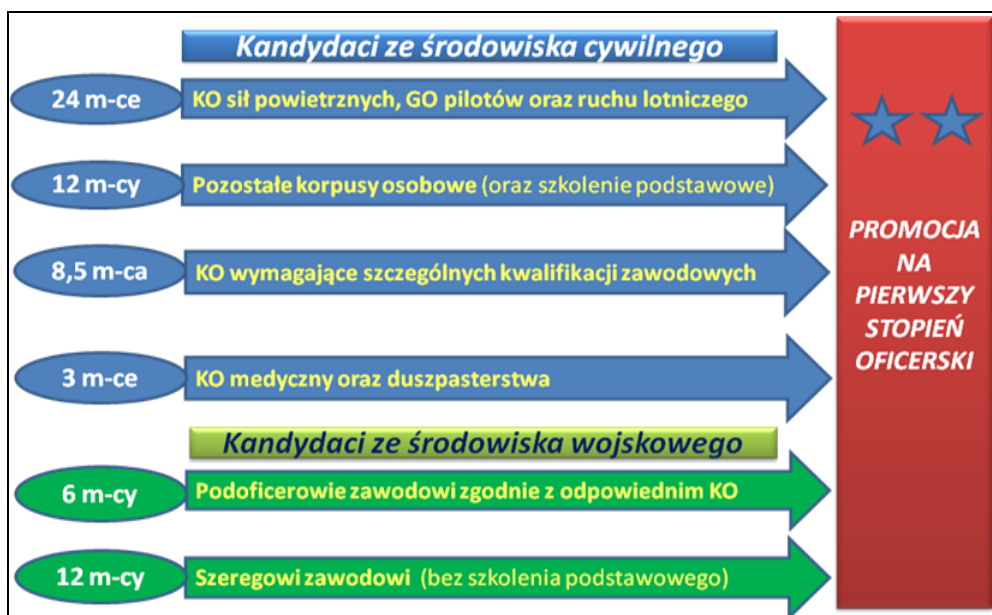 Kandydaci ze środowiska cywilnego
24 m-ce
KO sił powietrznych, GO pilotów oraz ruchu lotniczego
12 m-cy
Pozostałe korpusy osobowe (oraz szkolenie podstawowe)
8,5 m-ca
KO wymagające szczególnych kwalifikacji zawodowych
3 m-ce
KO medyczny oraz duszpasterstwa
Kandydaci ze środowiska wojskowego
6 m-cy
Podoficerowie zawodowi zgodnie z odpowiednim KO
12 m-cy
Szeregowi zawodowi (bez szkolenia podstawowego)
PROMOCJA
NA
PIERWSZY
STOPIEŃ
OFICERSKI